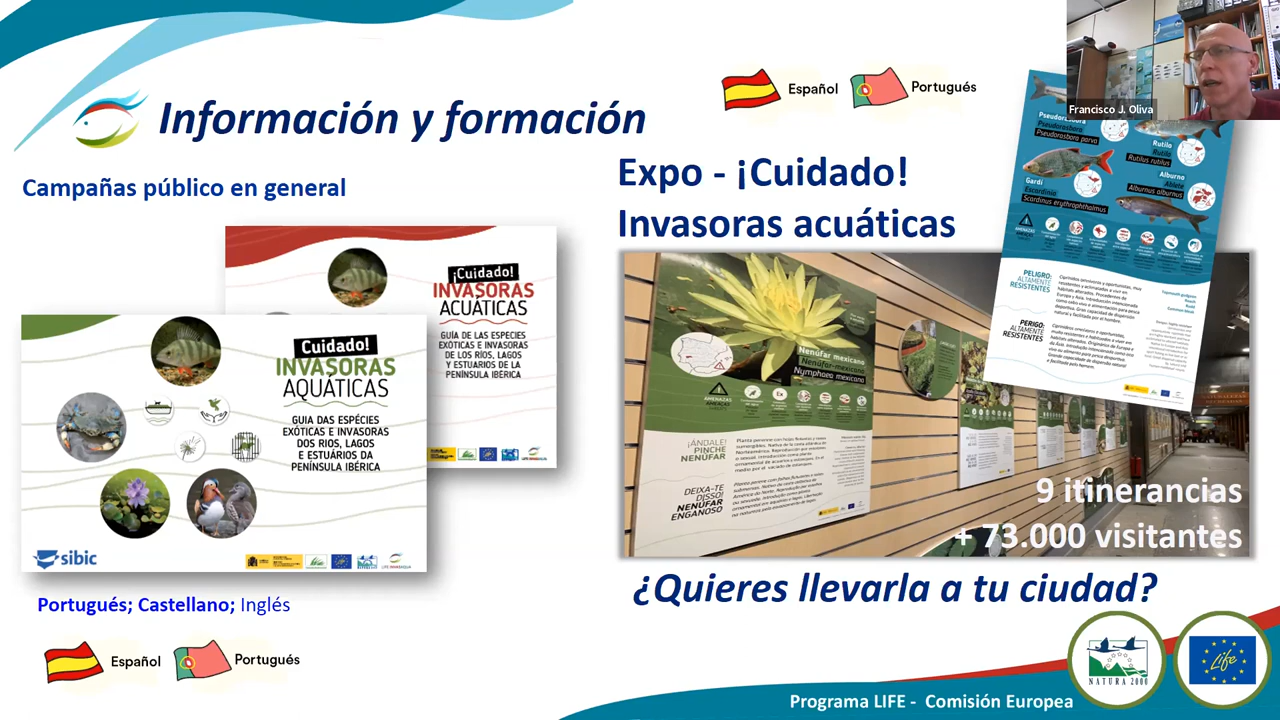 Información y formación
Campañas público en general
¡Cuidado!
INVASORAS
ACUÁTICAS
GUÍA DE LAS ESPECIES
EXÓTICAS E INVASORAS
DE LOS RÍOS, LAGOS
Y ESTUARIOS DE LA
PENÍNSULA IBÉRICA
Cuidado!
INVASORAS
AQUÁTICAS
GUIA DAS ESPÉCIES
EXÓTICAS E INVASORAS
DOS RIOS, LAGOS
E ESTUÁRIOS DA
PENÍNSULA IBÉRICA
sibic
Portugués; Castellano; Inglés
Español
Portugués
Español
Portugués
Francisco J. Oliva
Expo - ¡Cuidado!
Invasoras acuáticas
Pseudorasbora parva
Rutilo
Rutilo
Rutilus rutilus
Gardí
Escardinio
Scardinius erythrophthalmus
Alburno
Ablete
Alburnus alburnus
PELIGRO:
ALTAMENTE
RESISTENTES
PERIGO:
ALTAMENTE
RESISTENTES
Nenúfar mexicano
Nenúfar-mexicano
Nymphaea mexicana
AMENAZAS
¡ÁNDALE!
PINCHE
NENUFAR
DEIXA-TE
DISSO!
NENÚFAR
ENGANOSO
9 itinerancias
+ 73.000 visitantes
¿Quieres llevarla a tu ciudad?
NATURA 2000
Life
Programa LIFE - Comisión Europea